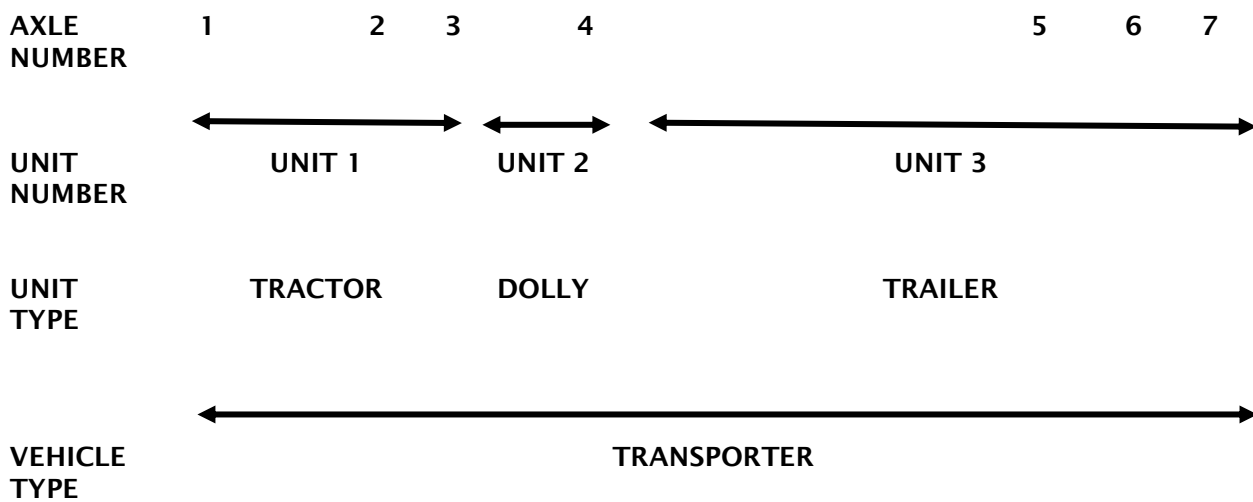 AXLE 1 2 3 4 5 6 7
NUMBER
UNIT UNIT 1 UNIT 2 UNIT 3
NUMBER
UNIT TRACTOR DOLLY TRAILER
TYPE
VEHICLE TRANSPORTER
TYPE